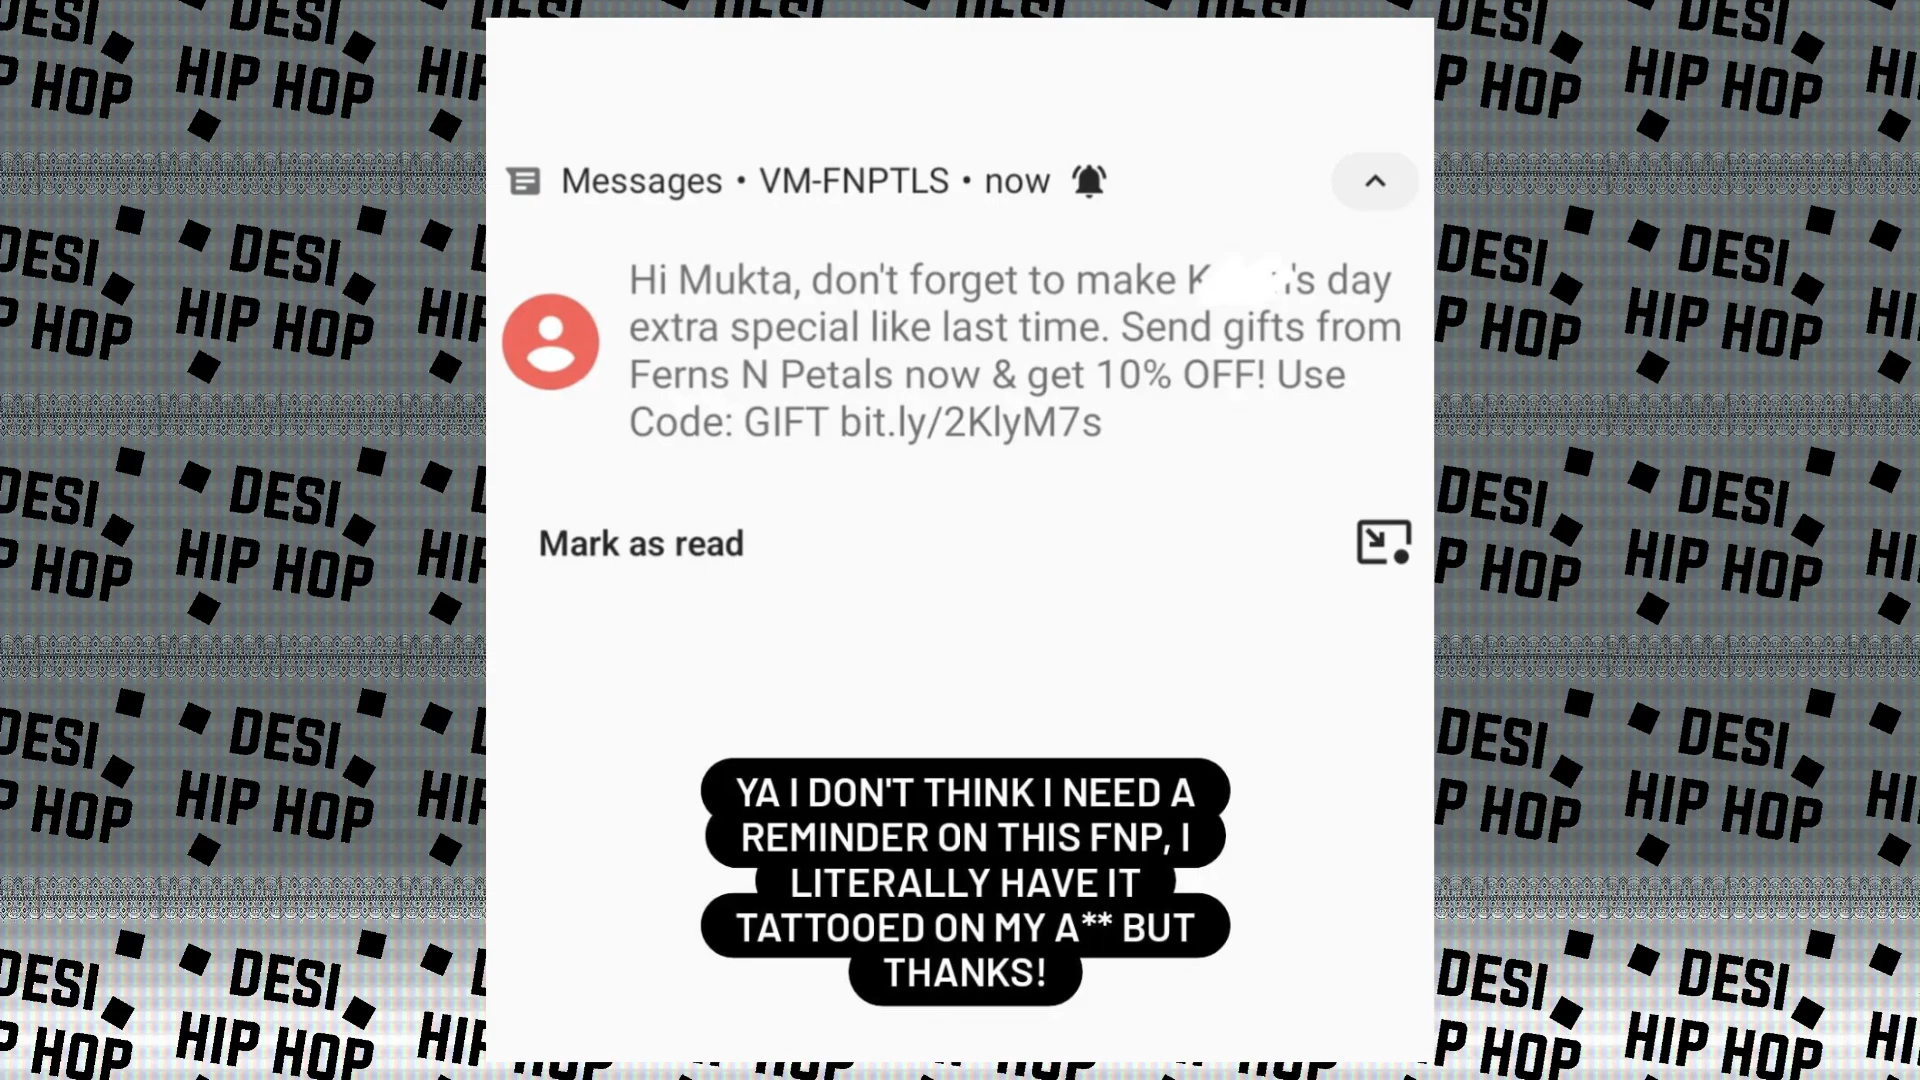 Messages • VM-FNPTLS • now
Hi Mukta, don't forget to make K 's day
extra special like last time. Send gifts from
Ferns N Petals now & get 10% OFF! Use
Code: GIFT bit.ly/2KlyM7s
Mark as read
YA I DON'T THINK I NEED A
REMINDER ON THIS FNP, I
LITERALLY HAVE IT
TATTOOED ON MY A** BUT
THANKS!
DESI
HIP HOP